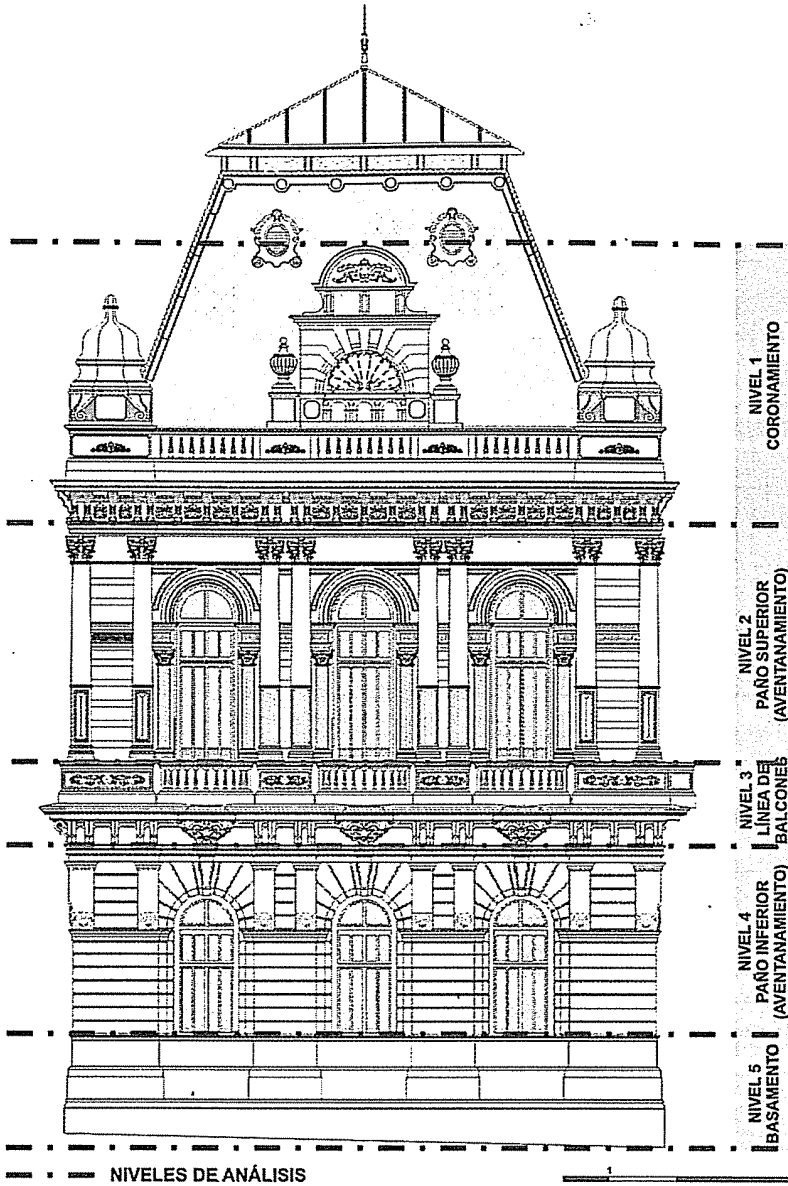 NIVEL 1
CORONAMIENTO
NIVEL 2
PAÑO SUPERIOR
(AVENTANAMIENTO)
NIVEL 3
LÍNEA DE
BALCONES
NIVEL 4
PAÑO INFERIOR
(AVENTANAMIENTO)
NIVEL 5
BASAMENTO
NIVELES DE ANÁLISIS
1